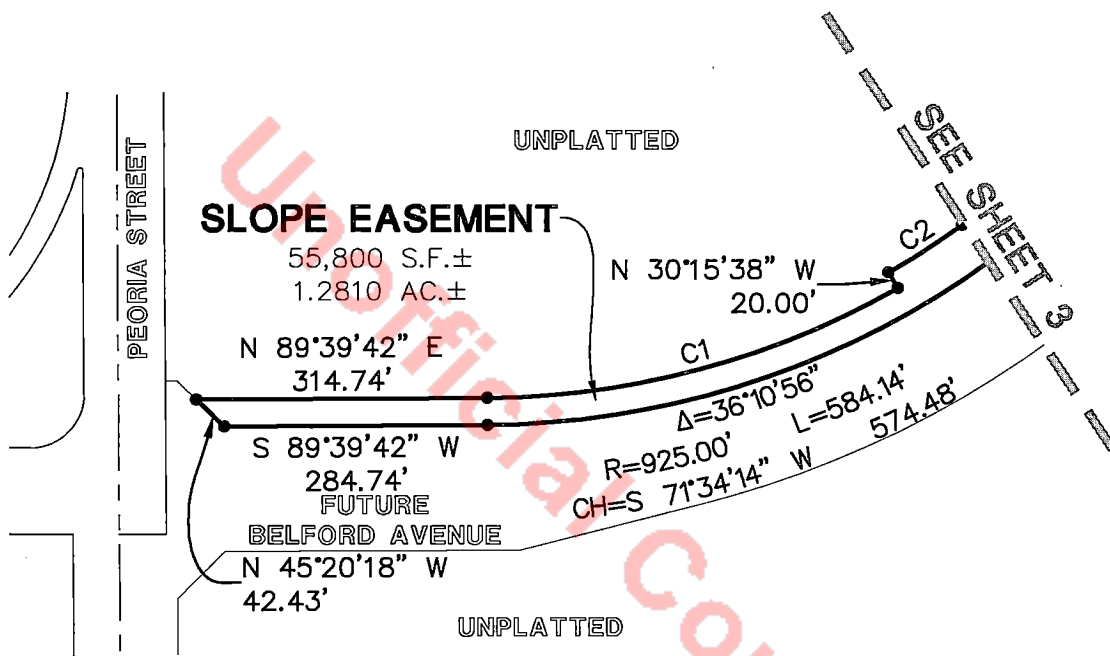 UNPLATTED
SEE SHEET 3
PEORIA STREET
SLOPE EASEMENT
55,800 S.F.±
1.2810 AC.±
C2
N 30°15'38" W
20.00'
N 89°39'42" E
314.74'
C1
S 89°39'42" W
284.74'
Δ=36°10'56"
R=925.00'
L=584.14'
CH=S 71°34'14" W
574.48'
FUTURE
BELFORD AVENUE
N 45°20'18" W
42.43'
UNPLATTED
Unofficial Co